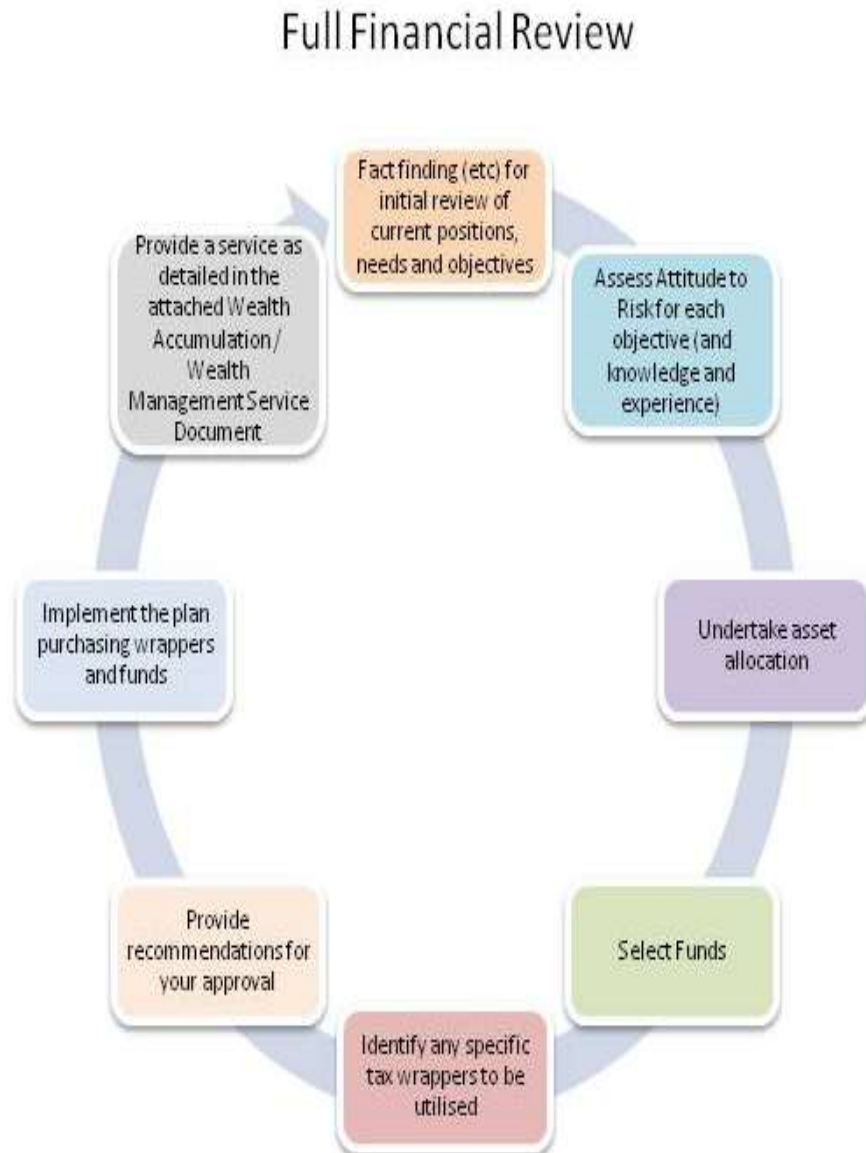 Full Financial Review
Fact finding (etc) for
initial review of
current positions,
needs and objectives
Assess Attitude to
Risk for each
objective (and
knowledge and
experience)
Undertake asset
allocation
Select Funds
Identify any specific
tax wrappers to be
utilised
Provide
recommendations for
your approval
Implement the plan
purchasing wrappers
and funds
Provide a service as
detailed in the
attached Wealth
Accumulation /
Wealth
Management Service
Document